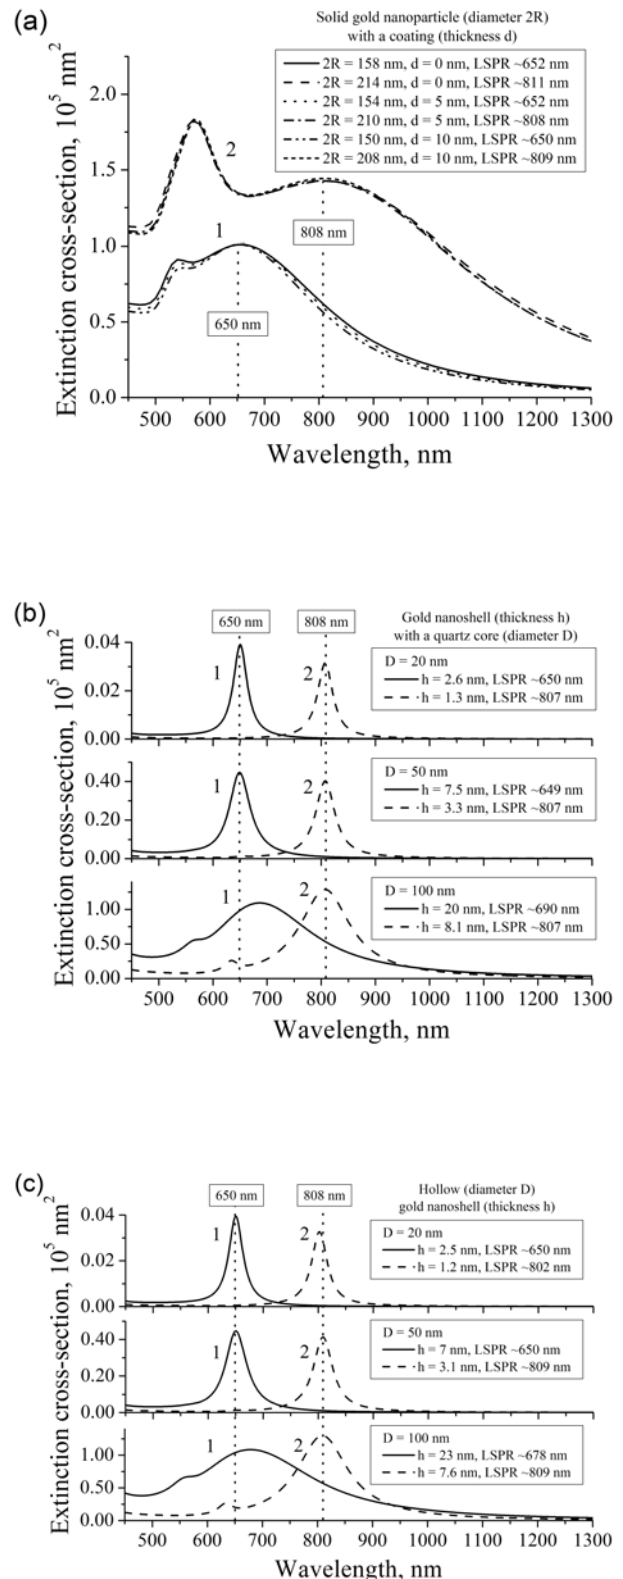 (a)
Solid gold nanoparticle (diameter 2R)
with a coating (thickness d)
2R = 158 nm, d = 0 nm, LSPR ~652 nm
2R = 214 nm, d = 0 nm, LSPR ~811 nm
2R = 154 nm, d = 5 nm, LSPR ~652 nm
2R = 210 nm, d = 5 nm, LSPR ~808 nm
2R = 150 nm, d = 10 nm, LSPR ~650 nm
2R = 208 nm, d = 10 nm, LSPR ~809 nm
Extinction cross-section, 10⁵ nm²
2.0
1.5
1.0
0.5
0.0
2
1
808 nm
650 nm
500 600 700 800 900 1000 1100 1200 1300
Wavelength, nm
(b)
650 nm 808 nm
Gold nanoshell (thickness h)
with a quartz core (diameter D)
Extinction cross-section, 10⁵ nm²
0.04
0.02
0.00
1 2
D = 20 nm
h = 2.6 nm, LSPR ~650 nm
h = 1.3 nm, LSPR ~807 nm
0.40
0.20
0.00
1 2
D = 50 nm
h = 7.5 nm, LSPR ~649 nm
h = 3.3 nm, LSPR ~807 nm
1.00
0.50
0.00
1 2
D = 100 nm
h = 20 nm, LSPR ~690 nm
h = 8.1 nm, LSPR ~807 nm
500 600 700 800 900 1000 1100 1200 1300
Wavelength, nm
(c)
650 nm 808 nm
Hollow (diameter D)
gold nanoshell (thickness h)
Extinction cross-section, 10⁵ nm²
0.04
0.02
0.00
1 2
D = 20 nm
h = 2.5 nm, LSPR ~650 nm
h = 1.2 nm, LSPR ~802 nm
0.40
0.20
0.00
1 2
D = 50 nm
h = 7 nm, LSPR ~650 nm
h = 3.1 nm, LSPR ~809 nm
1.00
0.50
0.00
1 2
D = 100 nm
h = 23 nm, LSPR ~678 nm
h = 7.6 nm, LSPR ~809 nm
500 600 700 800 900 1000 1100 1200 1300
Wavelength, nm